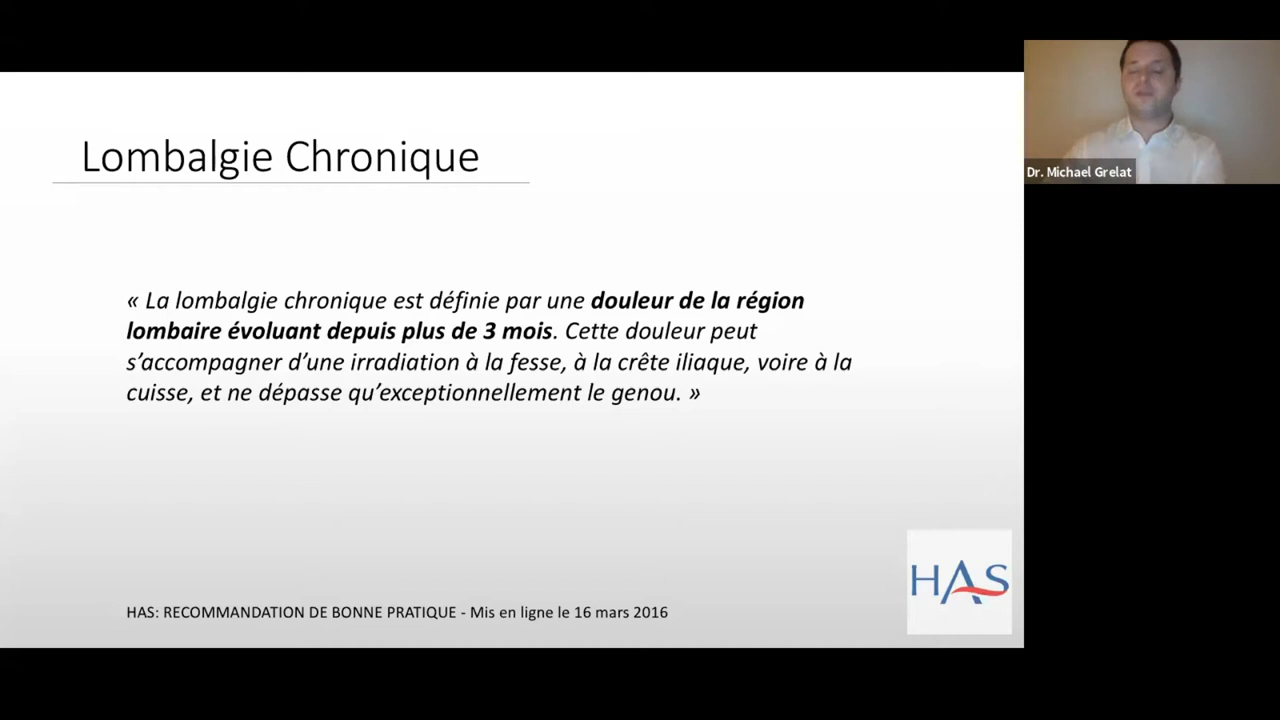 Lombalgie Chronique
« La lombalgie chronique est définie par une douleur de la région
lombaire évoluant depuis plus de 3 mois. Cette douleur peut
s’accompagner d’une irradiation à la fesse, à la crête iliaque, voire à la
cuisse, et ne dépasse qu’exceptionnellement le genou. »
HAS: RECOMMANDATION DE BONNE PRATIQUE - Mis en ligne le 16 mars 2016
HAS
Dr. Michael Grelat